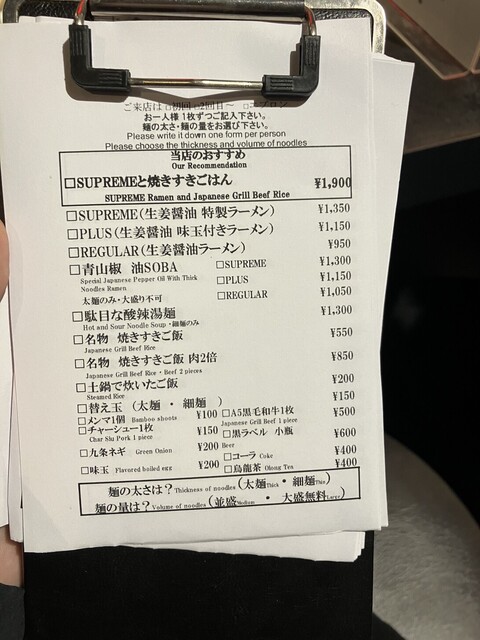 ご来店は □初回 □2回目～
お一人様 1枚ずつご記入下さい。
麺の太さ・麺の量をお選び下さい。
Please write it down one form per person
Please choose the thickness and volume of noodles
当店のおすすめ
Our Recommendation
□SUPREMEと焼きすきごはん ¥1,900
SUPREME Ramen and Japanese Grill Beef Rice
□SUPREME(生姜醤油 特製ラーメン) ¥1,350
□PLUS(生姜醤油 味玉付きラーメン) ¥1,150
□REGULAR(生姜醤油ラーメン) ¥950
□青山椒 油SOBA □SUPREME ¥1,300
Special Japanese Pepper Oil With Thick Noodles Ramen □PLUS ¥1,150
太麺のみ・大盛り不可 □REGULAR ¥1,050
□駄目な酸辣湯麺 ¥1,300
Hot and Sour Noodle Soup ・細麺のみ
□名物 焼きすきご飯 ¥550
Japanese Grill Beef Rice
□名物 焼きすきご飯 肉2倍 ¥850
Japanese Grill Beef Rice・Beef 2 pieces
□土鍋で炊いたご飯 ¥200
Steamed Rice
□替え玉 (太麺・細麺) ¥150
□メンマ1個 Bamboo shoots ¥100 □A5黒毛和牛1枚 ¥500
□チャーシュー1枚 ¥150 Japanese Grill Beef 1 piece
Char Siu Pork 1 piece □黒ラベル 小瓶 ¥600
□九条ネギ Green Onion ¥200 Beer
□コーラ Coke ¥400
□味玉 Flavored boiled egg ¥200 □烏龍茶 Olong Tea ¥400
麺の太さは? Thickness of noodles (太麺Thick・細麺Thin)
麺の量は? Volume of noodles (並盛Medium・大盛無料Large)